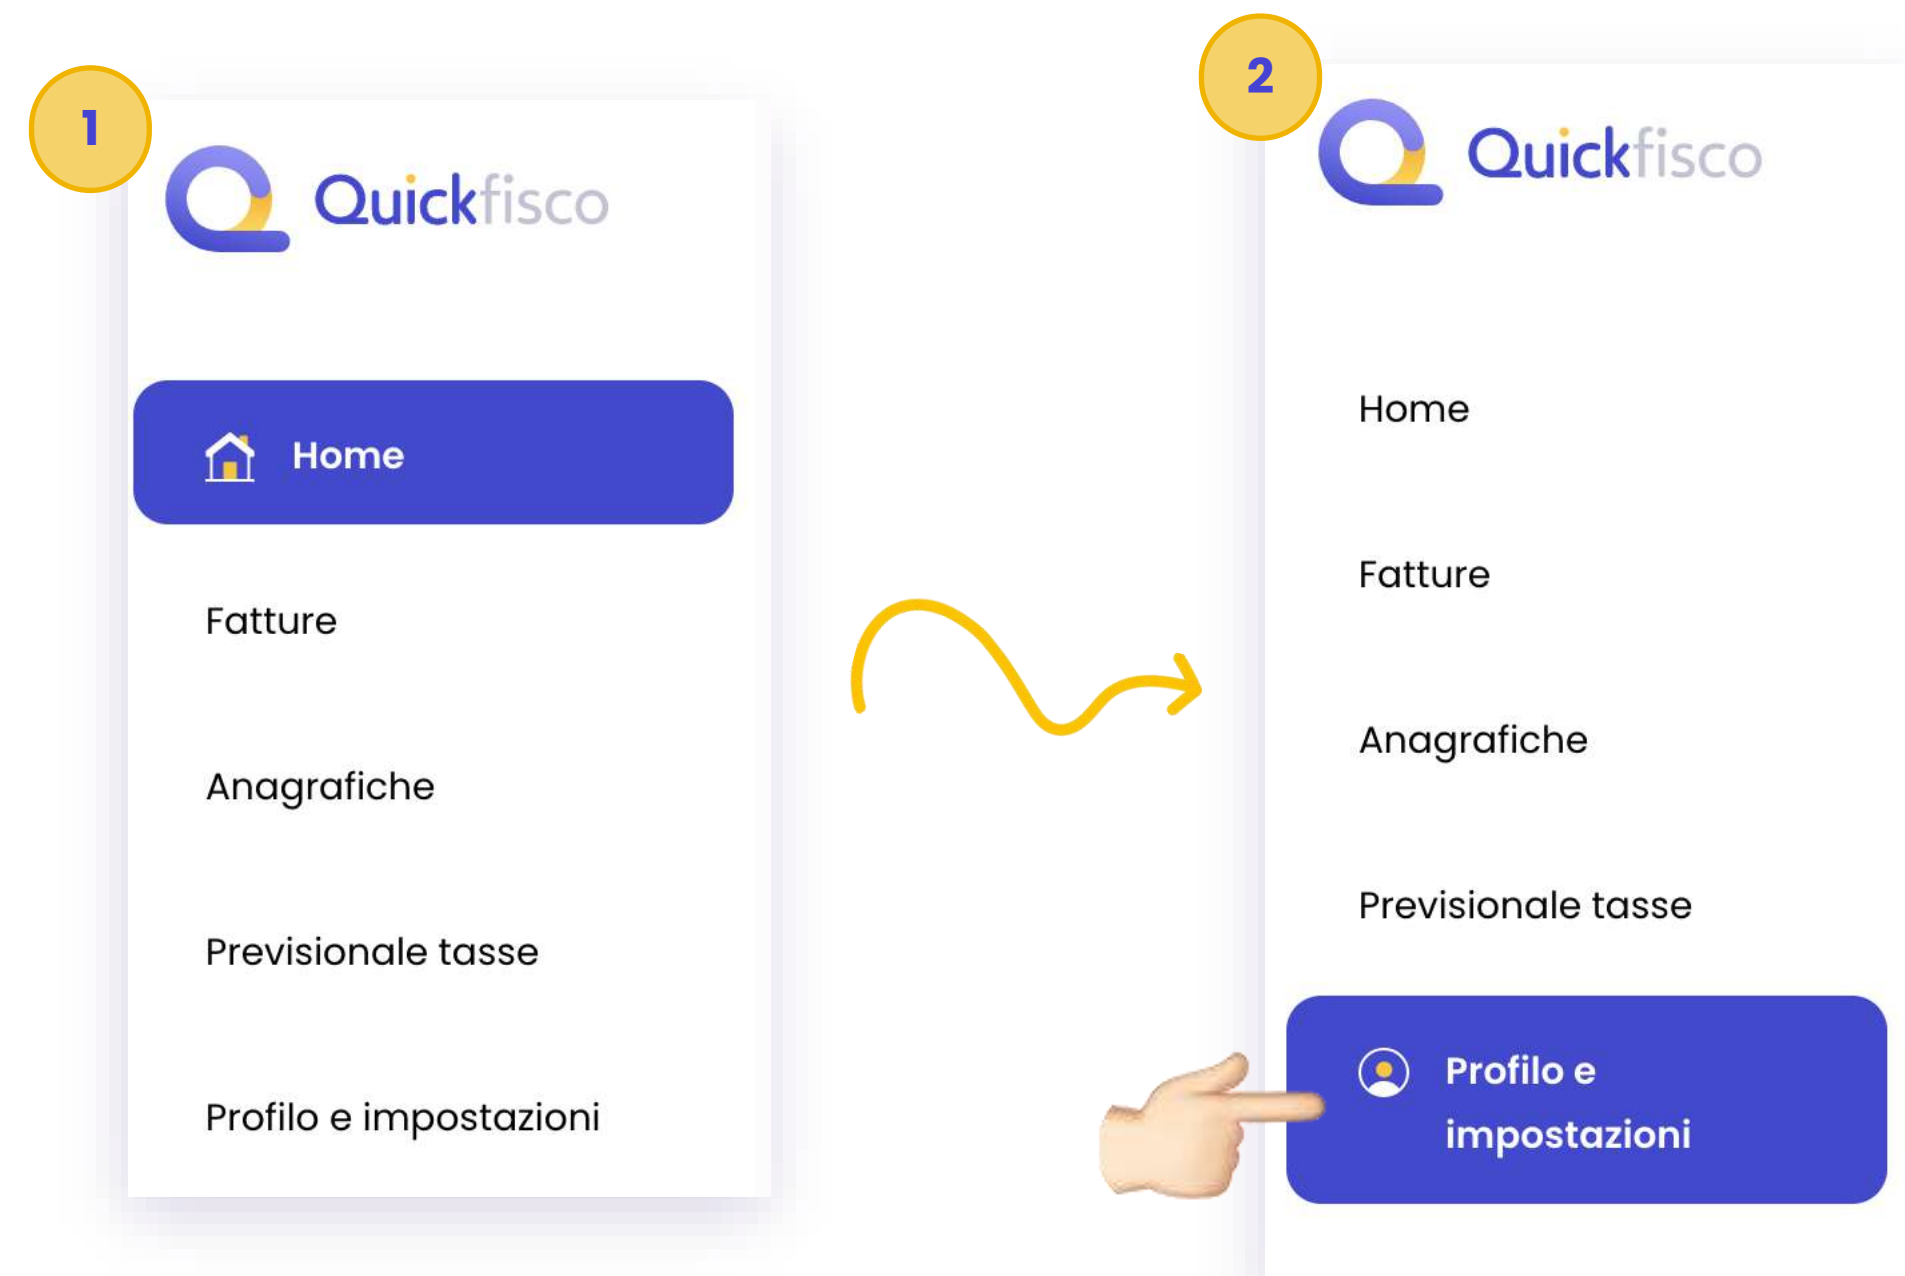 1
Quickfisco
Home
Fatture
Anagrafiche
Previsionale tasse
Profilo e impostazioni
2
Quickfisco
Home
Fatture
Anagrafiche
Previsionale tasse
Profilo e
impostazioni